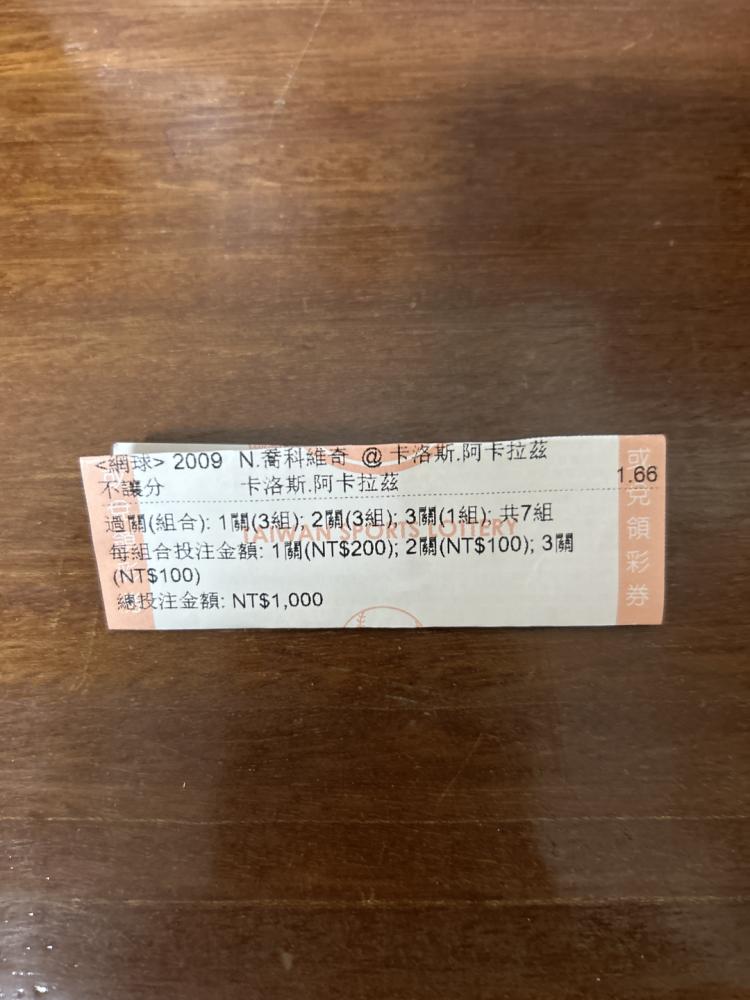 <網球> 2009 N.喬科維奇 @ 卡洛斯.阿卡拉茲
不讓分 卡洛斯.阿卡拉茲 1.66
過關(組合): 1關(3組); 2關(3組); 3關(1組); 共7組
TAIWAN SPORTS LOTTERY
每組合投注金額: 1關(NT$200); 2關(NT$100); 3關
(NT$100)
總投注金額: NT$1,000
或兌領彩券